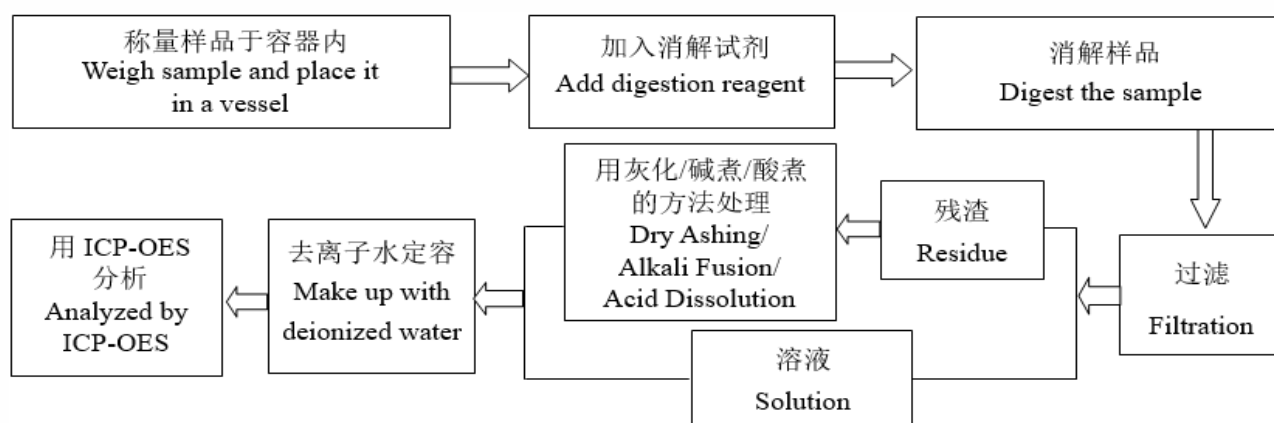 称量样品于容器内
Weigh sample and place it
in a vessel
加入消解试剂
Add digestion reagent
消解样品
Digest the sample
过滤
Filtration
残渣
Residue
用灰化/碱煮/酸煮
的方法处理
Dry Ashing/
Alkali Fusion/
Acid Dissolution
溶液
Solution
去离子水定容
Make up with
deionized water
用 ICP-OES
分析
Analyzed by
ICP-OES